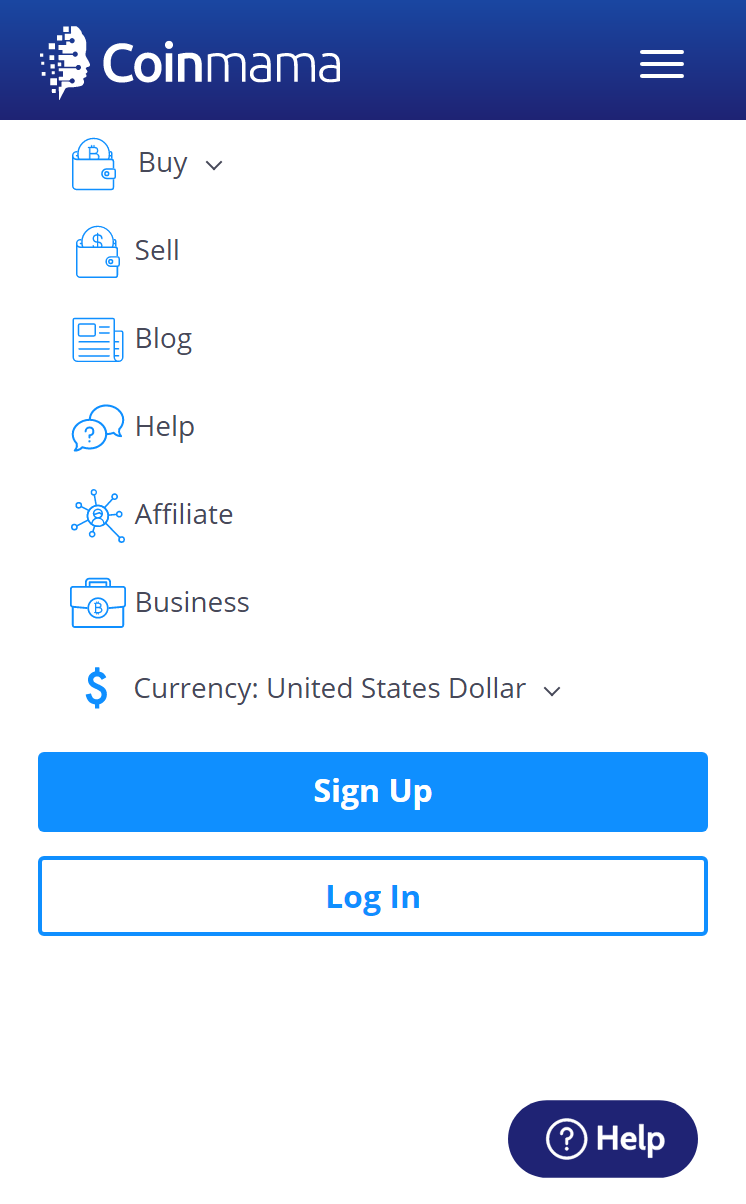 Coinmama
Buy
Sell
Blog
Help
Affiliate
Business
Currency: United States Dollar
Sign Up
Log In
Help